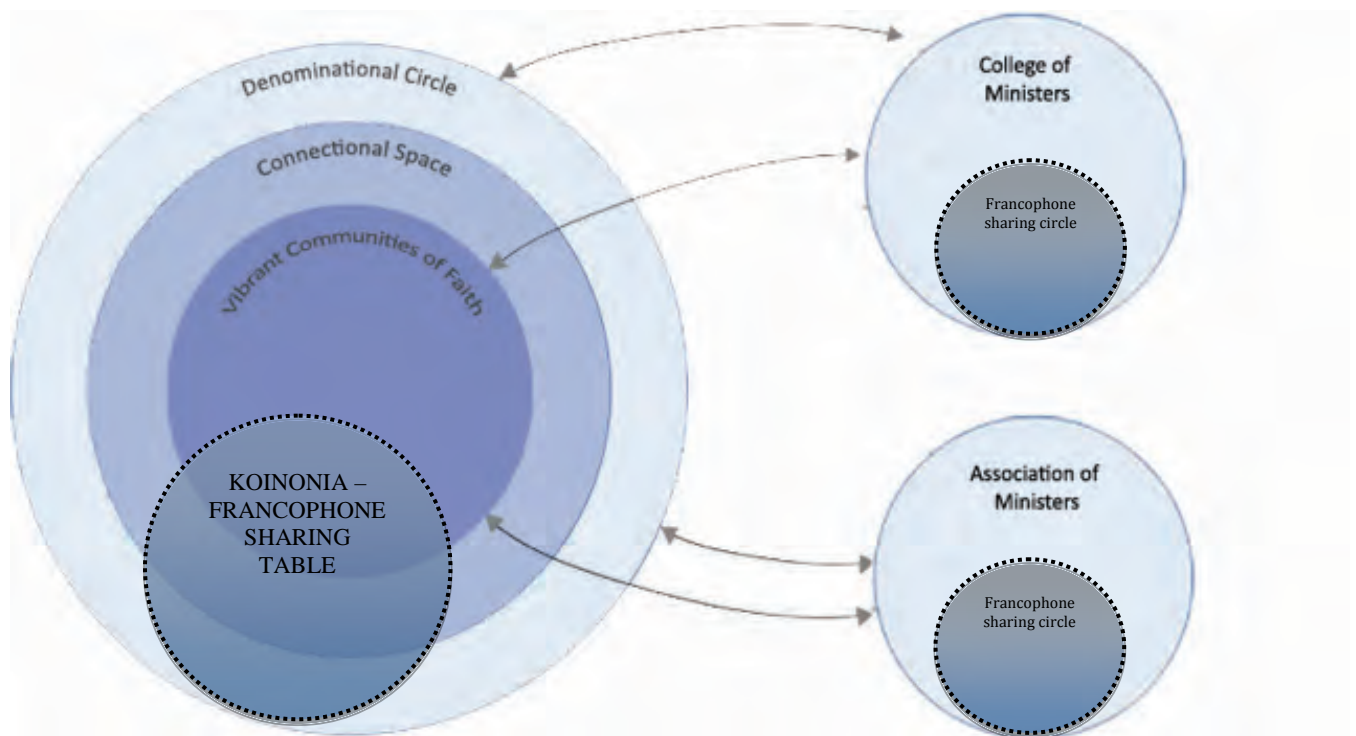 Denominational Circle
Connectional Space
Vibrant Communities of Faith
KOINONIA –
FRANCOPHONE
SHARING
TABLE
College of
Ministers
Francophone
sharing circle
Association of
Ministers
Francophone
sharing circle